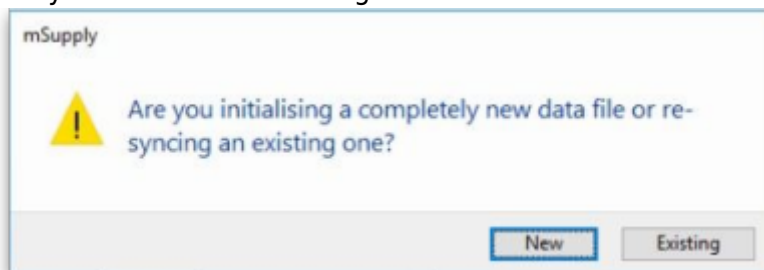 mSupply
Are you initialising a completely new data file or re-
syncing an existing one?
New
Existing